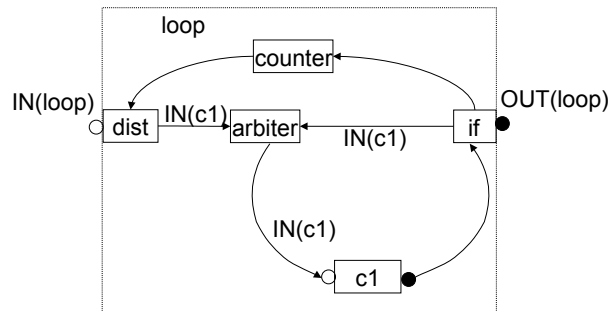 loop
counter
IN(loop)
OUT(loop)
dist
IN(c1)
arbiter
IN(c1)
if
IN(c1)
c1